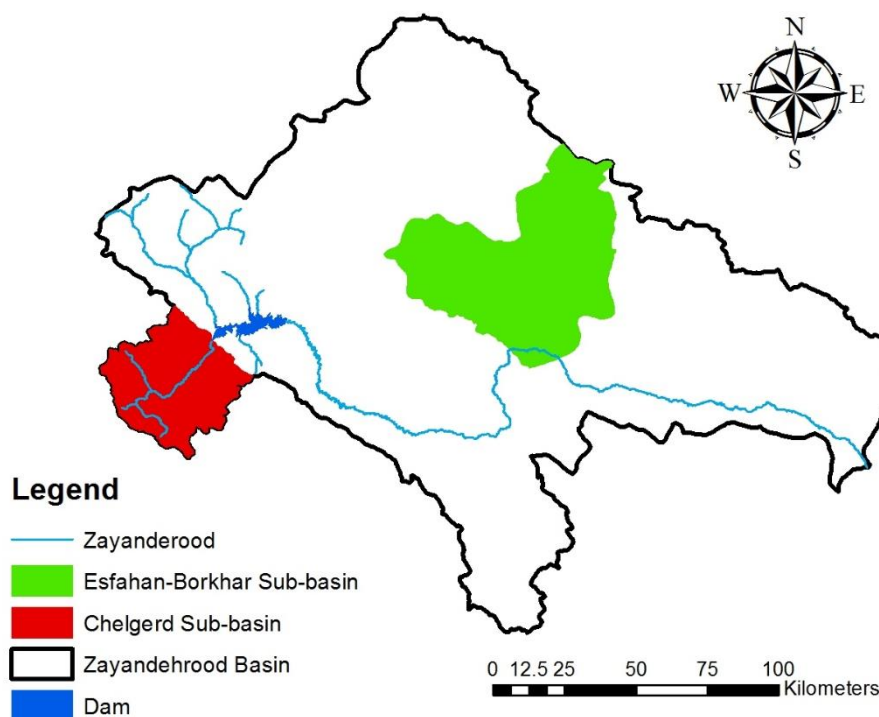 N
W E
S
Legend
Zayanderood
Esfahan-Borkhar Sub-basin
Chelgerd Sub-basin
Zayandehrood Basin
Dam
0 12.5 25 50 75 100
Kilometers